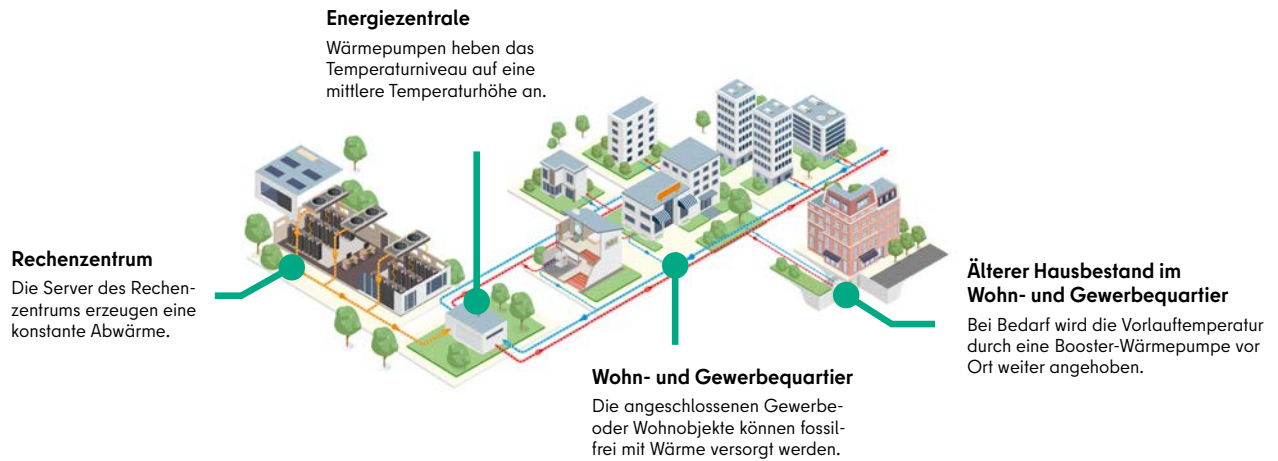 Energiezentrale
Wärmepumpen heben das
Temperaturniveau auf eine
mittlere Temperaturhöhe an.
Rechenzentrum
Die Server des Rechen-
zentrums erzeugen eine
konstante Abwärme.
Wohn- und Gewerbequartier
Die angeschlossenen Gewerbe-
oder Wohnobjekte können fossil-
frei mit Wärme versorgt werden.
Älterer Hausbestand im
Wohn- und Gewerbequartier
Bei Bedarf wird die Vorlauftemperatur
durch eine Booster-Wärmepumpe vor
Ort weiter angehoben.